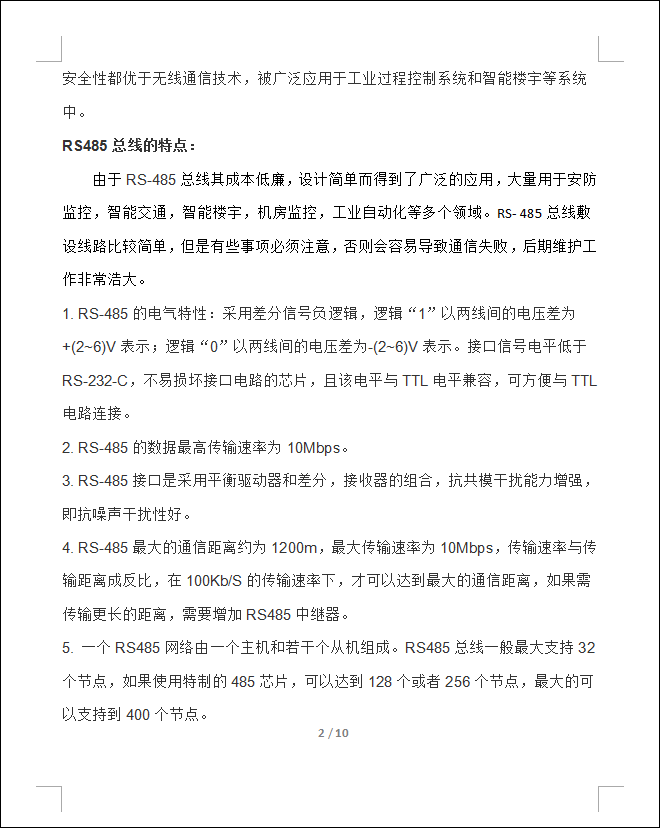 安全性都优于无线通信技术，被广泛应用于工业过程控制系统和智能楼宇等系统
中。
RS485 总线的特点：
由于 RS-485 总线其成本低廉，设计简单而得到了广泛的应用，大量用于安防
监控，智能交通，智能楼宇，机房监控，工业自动化等多个领域。RS- 485 总线敷
设线路比较简单，但是有些事项必须注意，否则会容易导致通信失败，后期维护工
作非常浩大。
1. RS-485 的电气特性：采用差分信号负逻辑，逻辑“1”以两线间的电压差为
+(2~6)V 表示；逻辑“0”以两线间的电压差为-(2~6)V 表示。接口信号电平低于
RS-232-C，不易损坏接口电路的芯片，且该电平与 TTL 电平兼容，可方便与 TTL
电路连接。
2. RS-485 的数据最高传输速率为 10Mbps。
3. RS-485 接口是采用平衡驱动器和差分，接收器的组合，抗共模干扰能力增强，
即抗噪声干扰性好。
4. RS-485 最大的通信距离约为 1200m，最大传输速率为 10Mbps，传输速率与传
输距离成反比，在 100Kb/S 的传输速率下，才可以达到最大的通信距离，如果需
传输更长的距离，需要增加 RS485 中继器。
5. 一个 RS485 网络由一个主机和若干个从机组成。RS485 总线一般最大支持 32
个节点，如果使用特制的 485 芯片，可以达到 128 个或者 256 个节点，最大的可
以支持到 400 个节点。
2 / 10